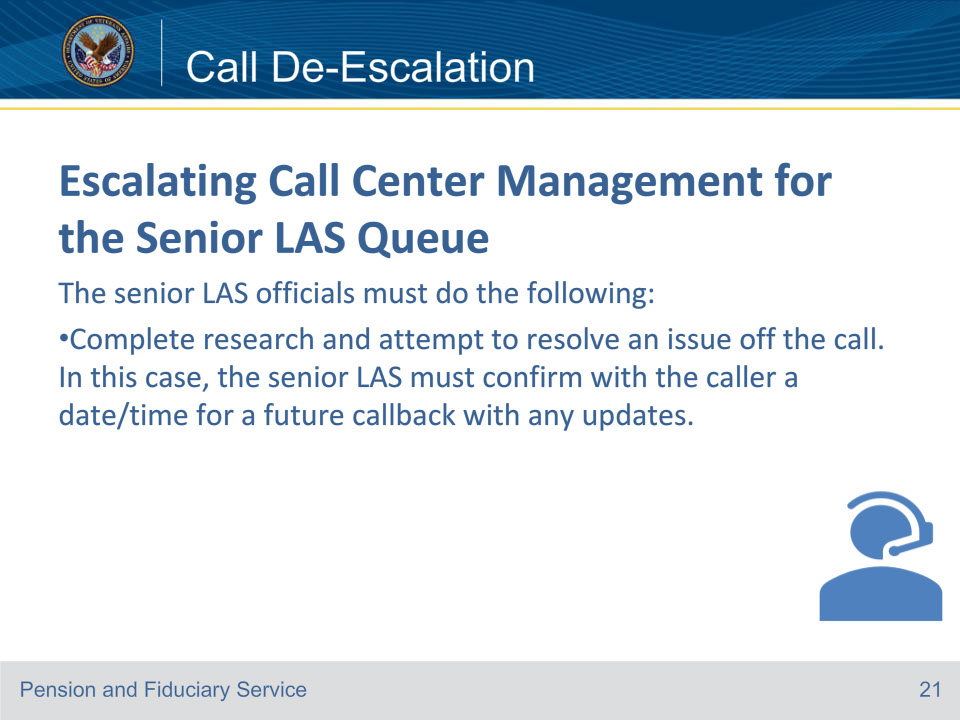 Call De-Escalation
Escalating Call Center Management for
the Senior LAS Queue
The senior LAS officials must do the following:
•Complete research and attempt to resolve an issue off the call.
In this case, the senior LAS must confirm with the caller a
date/time for a future callback with any updates.
Pension and Fiduciary Service
21